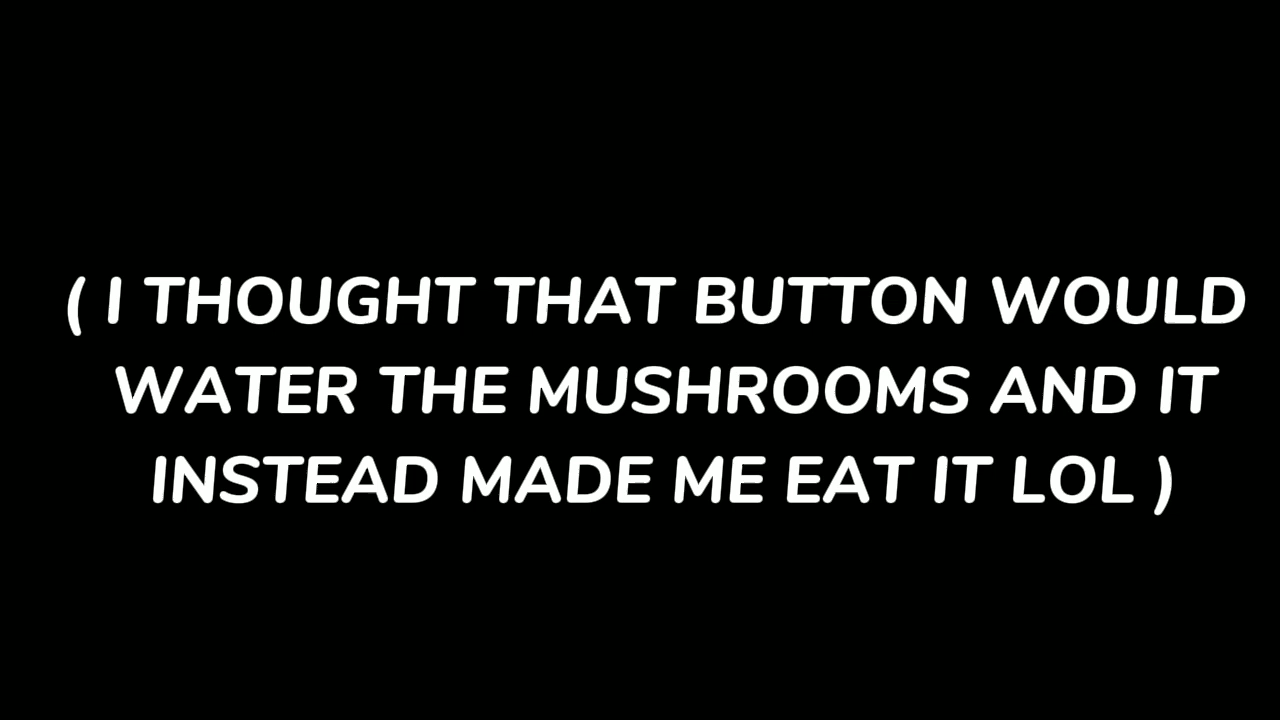 ( I THOUGHT THAT BUTTON WOULD
WATER THE MUSHROOMS AND IT
INSTEAD MADE ME EAT IT LOL )